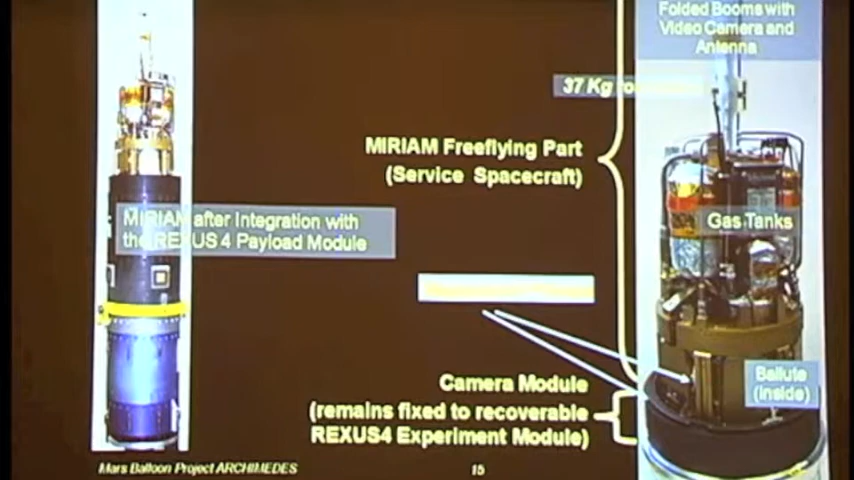 Folded Booms with
Video Camera and
Antenna
37 Kg
MIRIAM Freeflying Part
(Service Spacecraft)
MIRIAM after Integration with
the REXUS 4 Payload Module
Gas Tanks
Camera Module
(remains fixed to recoverable
REXUS4 Experiment Module)
Ballute
(inside)
Mars Balloon Project ARCHIMEDES
15